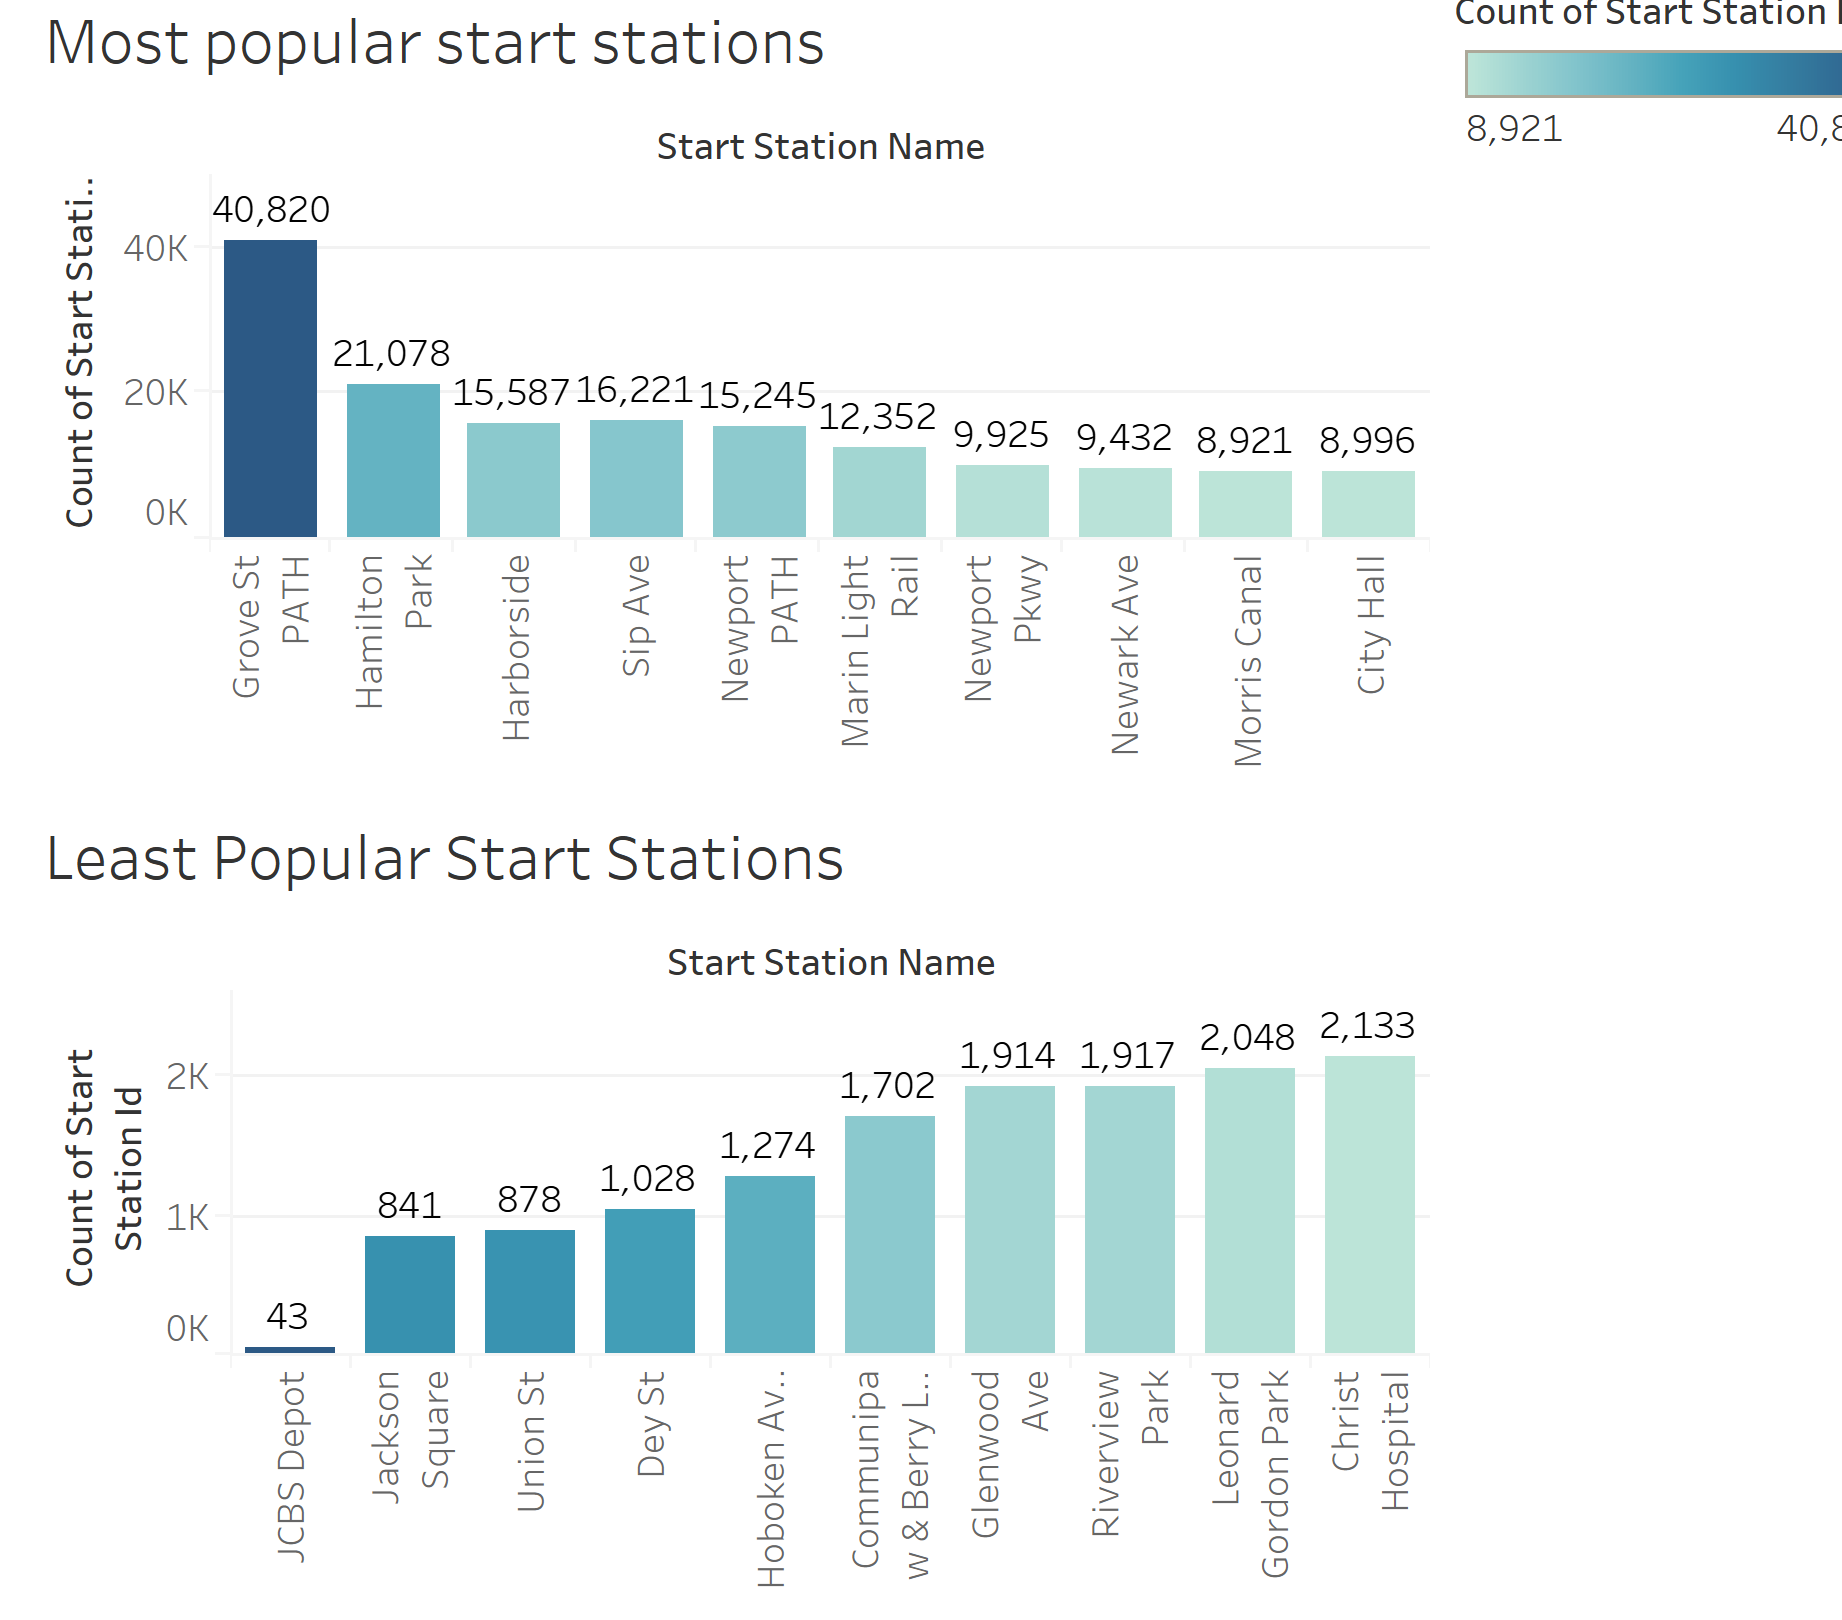 Most popular start stations
Count of Start Station
8,921
40,8
Start Station Name
Count of Start Stati..
40K
20K
0K
40,820
21,078
15,587
16,221
15,245
12,352
9,925
9,432
8,921
8,996
Grove St
PATH
Hamilton
Park
Harborside
Sip Ave
Newport
PATH
Marin Light
Rail
Newport
Pkwy
Newark Ave
Morris Canal
City Hall
Least Popular Start Stations
Start Station Name
Count of Start
Station Id
2K
1K
0K
43
841
878
1,028
1,274
1,702
1,914
1,917
2,048
2,133
JCBS Depot
Jackson
Square
Union St
Dey St
Hoboken Av..
Communipa
w & Berry L..
Glenwood
Ave
Riverview
Park
Leonard
Gordon Park
Christ
Hospital